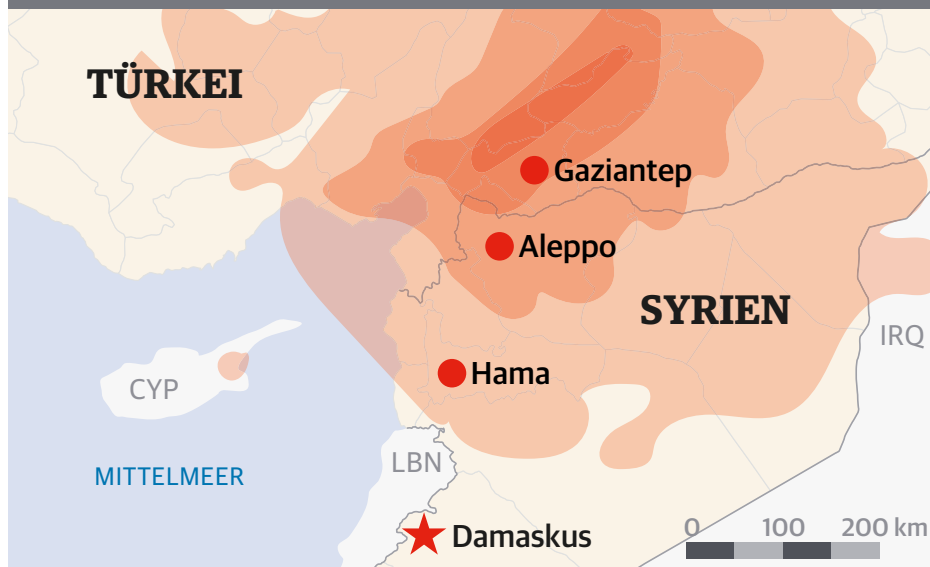 TÜRKEI
Gaziantep
Aleppo
SYRIEN
IRQ
Hama
CYP
LBN
MITTELMEER
Damaskus
0 100 200 km